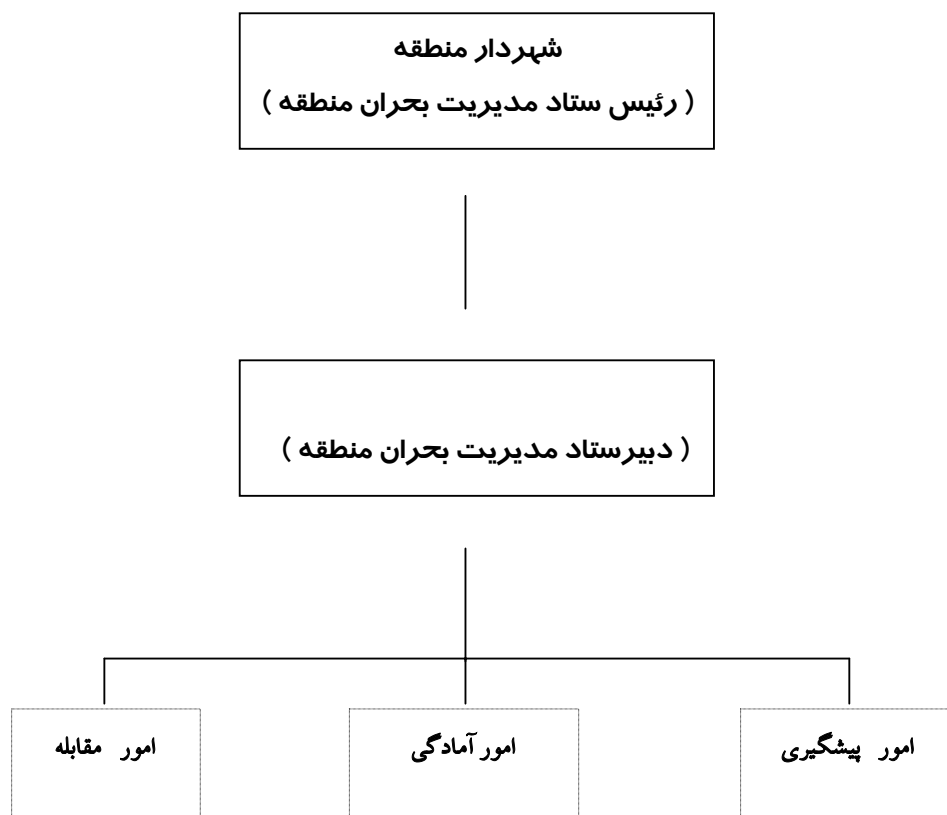 شهردار منطقه
( رئیس ستاد مدیریت بحران منطقه )
( دبیرستاد مدیریت بحران منطقه )
امور پیشگیری
امور آمادگی
امور مقابله